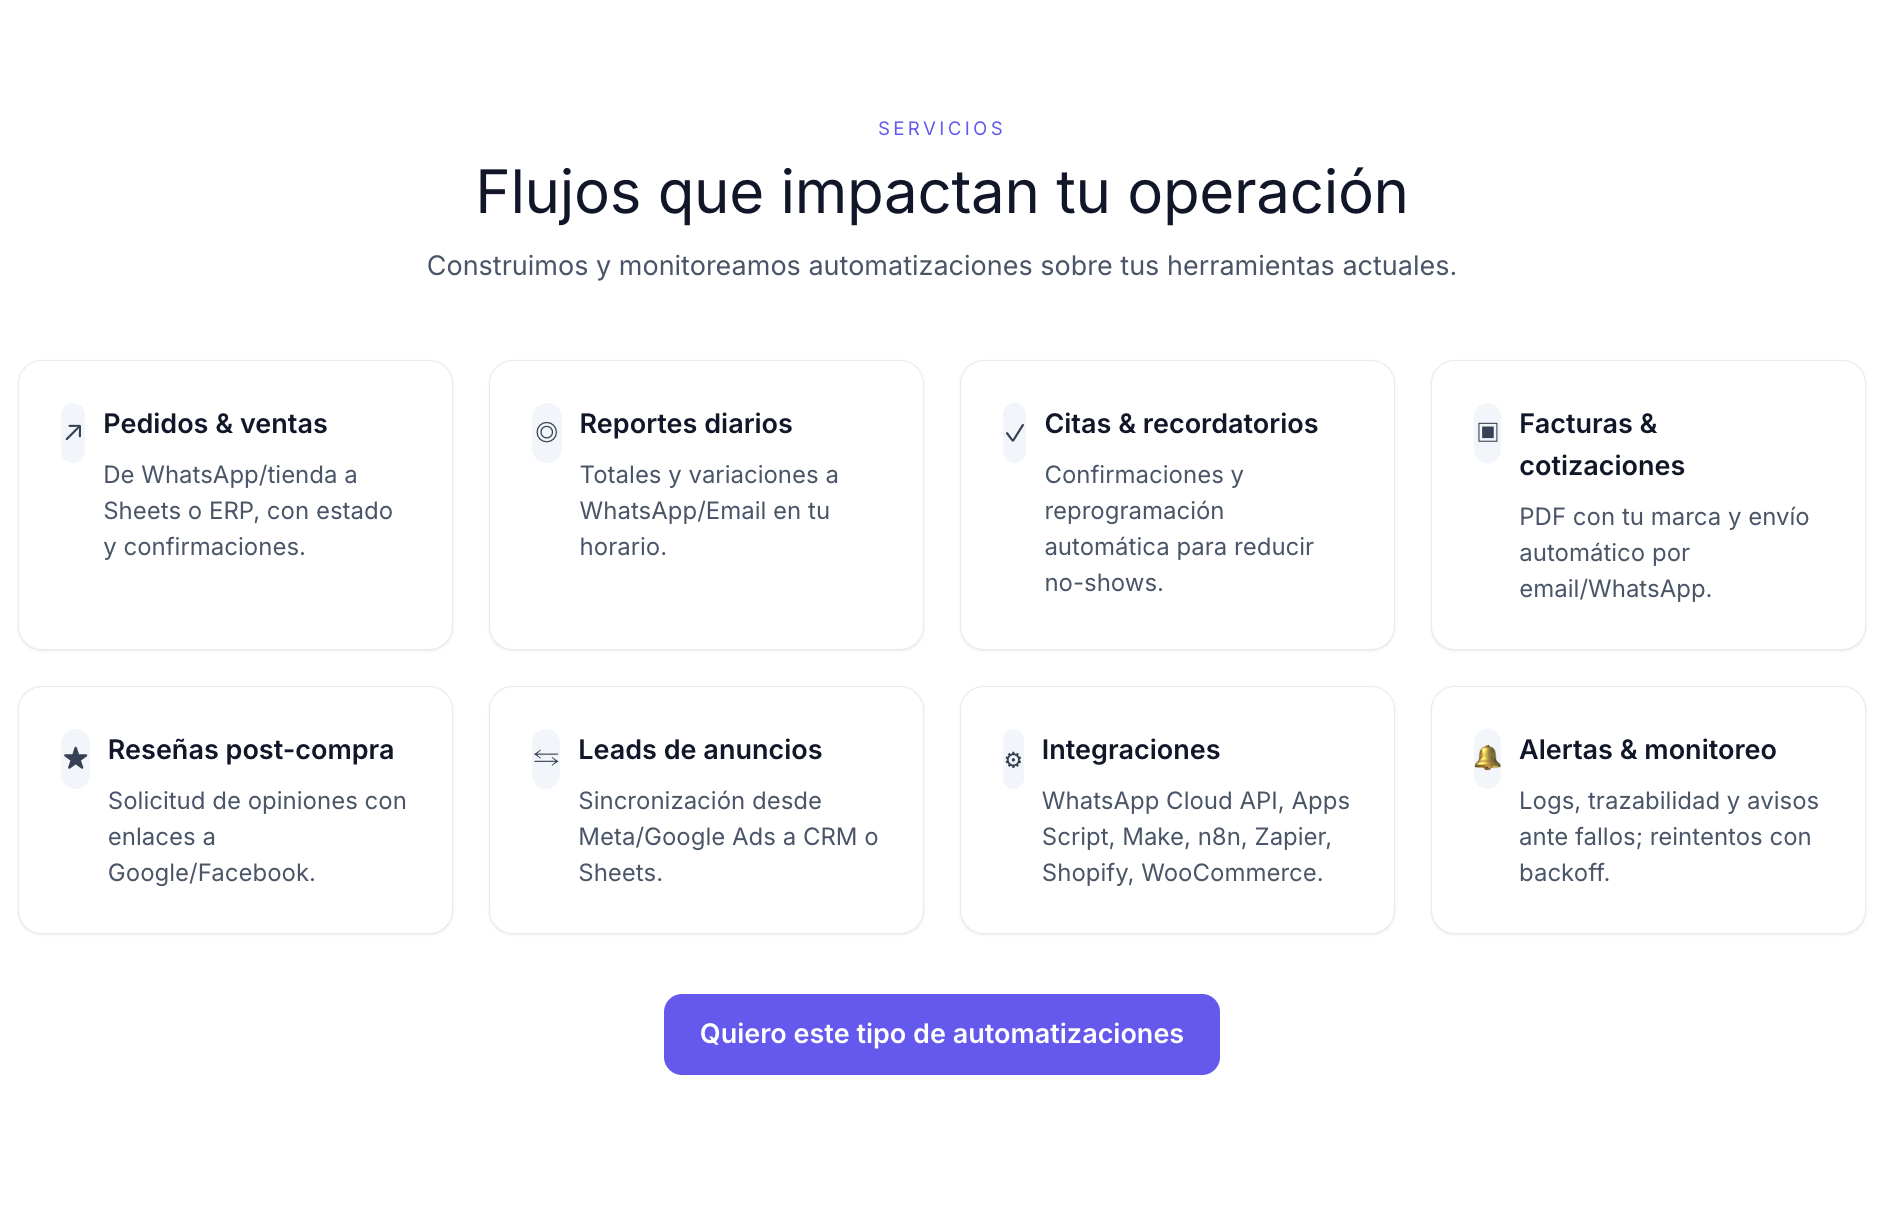 SERVICIOS
Flujos que impactan tu operación
Construimos y monitoreamos automatizaciones sobre tus herramientas actuales.
Pedidos & ventas
De WhatsApp/tienda a
Sheets o ERP, con estado
y confirmaciones.
Reportes diarios
Totales y variaciones a
WhatsApp/Email en tu
horario.
Citas & recordatorios
Confirmaciones y
reprogramación
automática para reducir
no-shows.
Facturas &
cotizaciones
PDF con tu marca y envío
automático por
email/WhatsApp.
Reseñas post-compra
Solicitud de opiniones con
enlaces a
Google/Facebook.
Leads de anuncios
Sincronización desde
Meta/Google Ads a CRM o
Sheets.
Integraciones
WhatsApp Cloud API, Apps
Script, Make, n8n, Zapier,
Shopify, WooCommerce.
Alertas & monitoreo
Logs, trazabilidad y avisos
ante fallos; reintentos con
backoff.
Quiero este tipo de automatizaciones